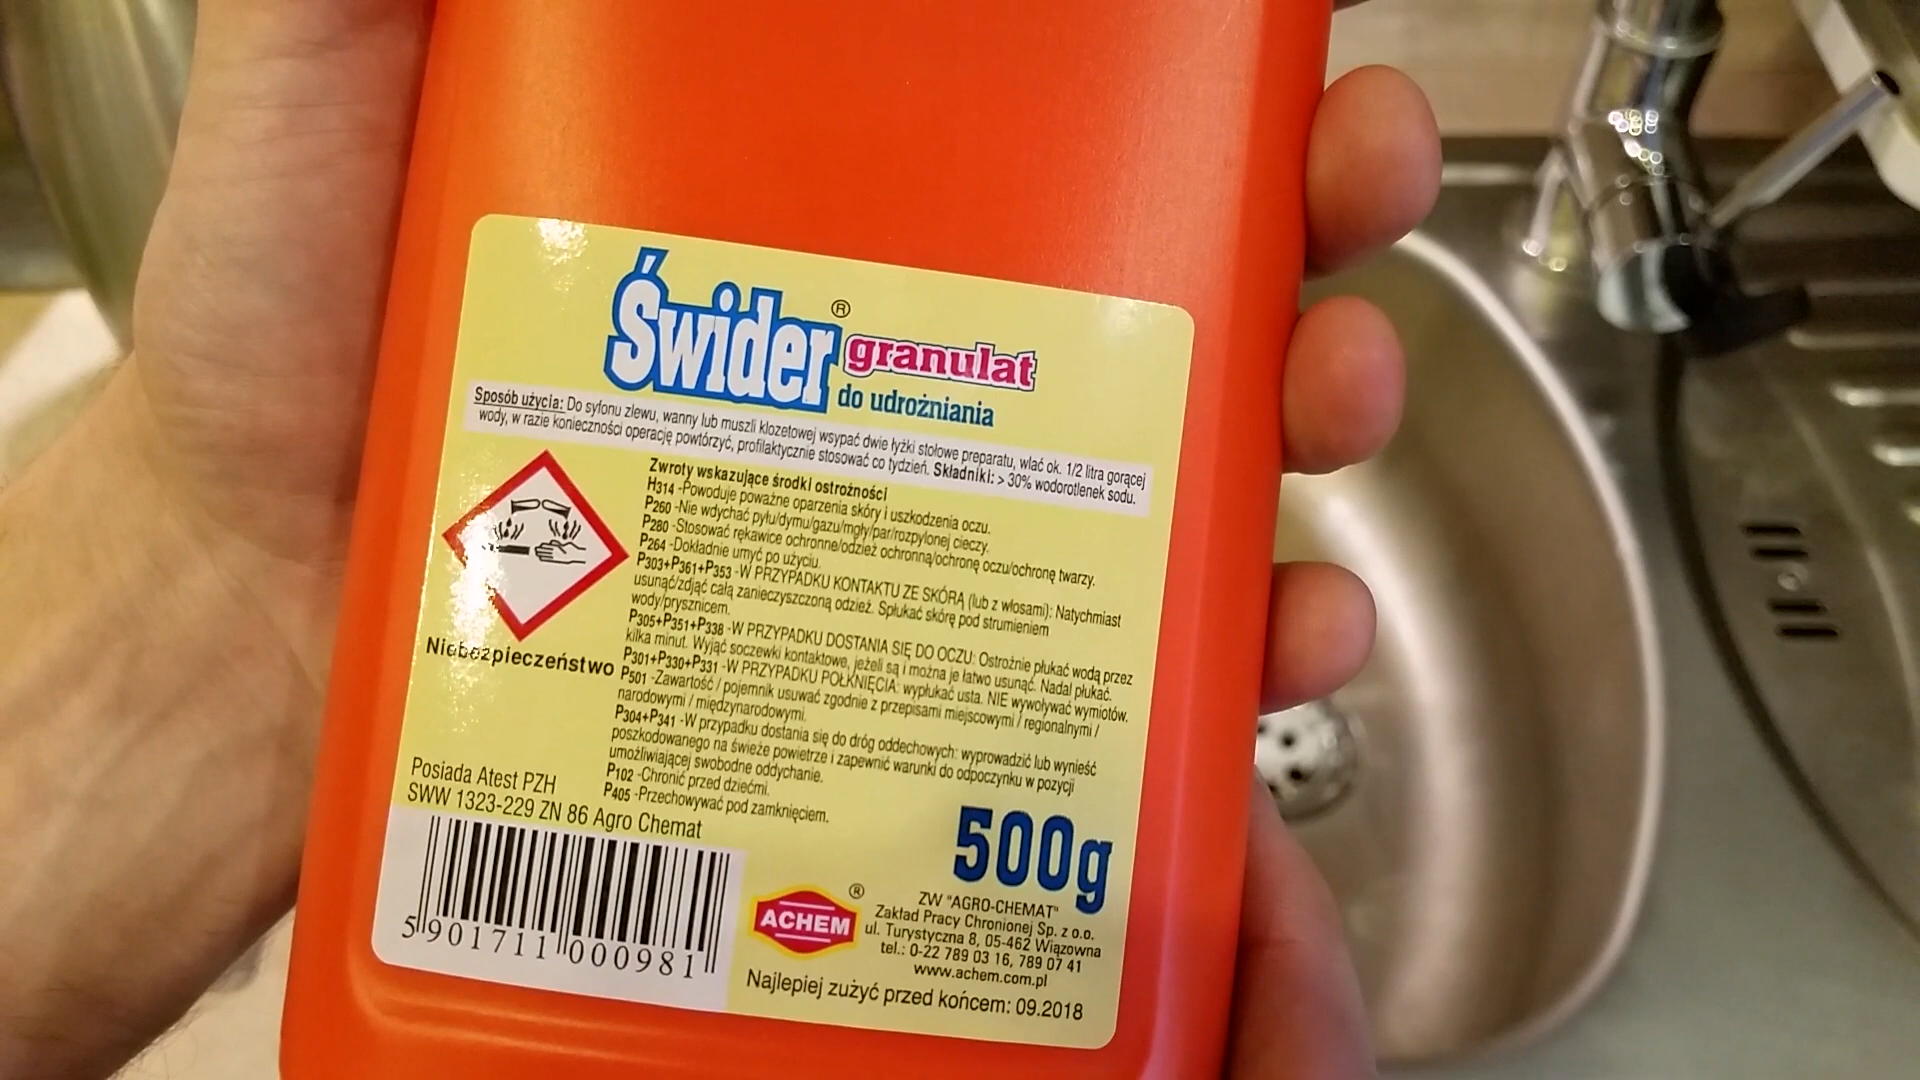 Świder® granulat
do udrożniania
Sposób użycia: Do syfonu zlewu, wanny lub muszli klozetowej wsypać dwie łyżki stołowe preparatu, wlać ok. 1/2 litra gorącej
wody, w razie konieczności operację powtórzyć, profilaktycznie stosować co tydzień. Składniki: > 30% wodorotlenek sodu.
Zwroty wskazujące środki ostrożności
H314 -Powoduje poważne oparzenia skóry i uszkodzenia oczu.
P260 -Nie wdychać pyłu/dymu/gazu/mgły/par/rozpylonej cieczy.
P280 -Stosować rękawice ochronne/odzież ochronną/ochronę oczu/ochronę twarzy.
P264 -Dokładnie umyć po użyciu.
P303+P361+P353 -W PRZYPADKU KONTAKTU ZE SKÓRĄ (lub z włosami): Natychmiast
usunąć/zdjąć całą zanieczyszczoną odzież. Spłukać skórę pod strumieniem
wody/prysznicem.
P305+P351+P338 -W PRZYPADKU DOSTANIA SIĘ DO OCZU: Ostrożnie płukać wodą przez
kilka minut. Wyjąć soczewki kontaktowe, jeżeli są i można je łatwo usunąć. Nadal płukać.
P301+P330+P331 -W PRZYPADKU POŁKNIĘCIA: wypłukać usta. NIE wywoływać wymiotów.
P501 -Zawartość / pojemnik usuwać zgodnie z przepisami miejscowymi / regionalnymi /
narodowymi / międzynarodowymi.
P304+P341 -W przypadku dostania się do dróg oddechowych: wyprowadzić lub wynieść
poszkodowanego na świeże powietrze i zapewnić warunki do odpoczynku w pozycji
umożliwiającej swobodne oddychanie.
P102 -Chronić przed dziećmi.
P405 -Przechowywać pod zamknięciem.
Niebezpieczeństwo
Posiada Atest PZH
SWW 1323-229 ZN 86 Agro Chemat
5 901711 000981
500g
ACHEM®
ZW "AGRO-CHEMAT"
Zakład Pracy Chronionej Sp. z o.o.
ul. Turystyczna 8, 05-462 Wiązowna
tel.: 0-22 789 03 16, 789 07 41
www.achem.com.pl
Najlepiej zużyć przed końcem: 09.2018